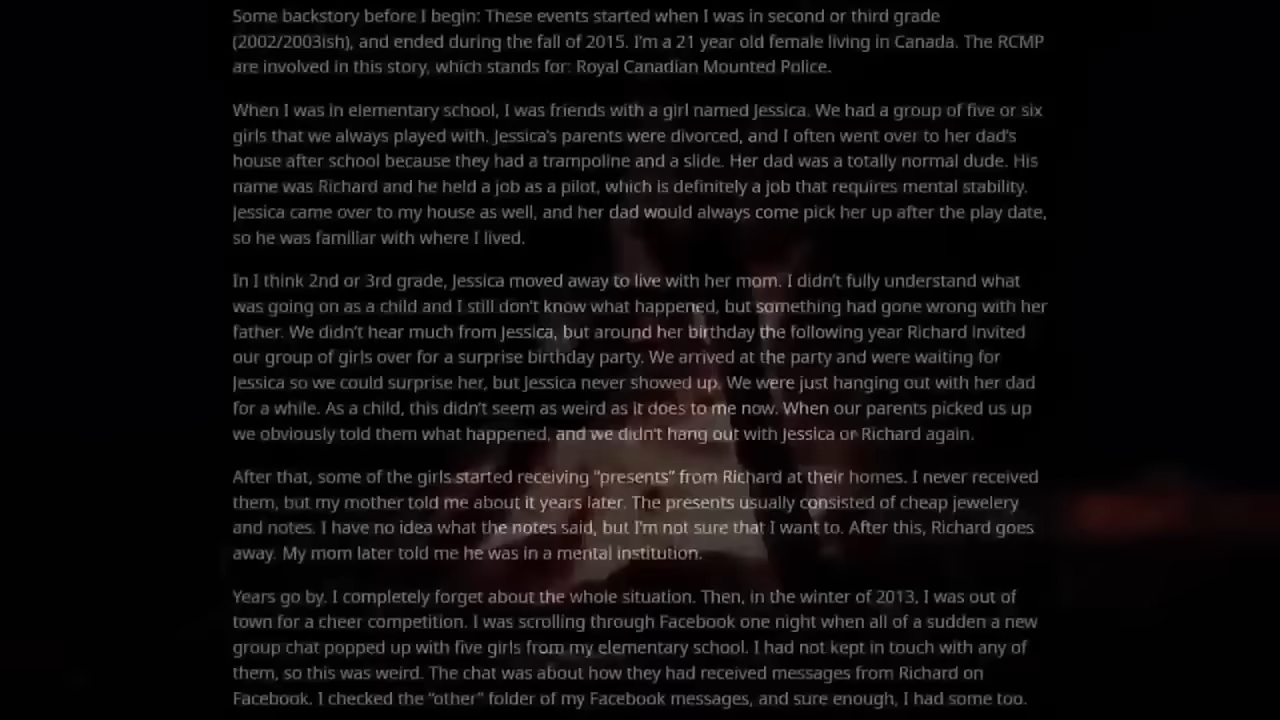 Some backstory before I begin: These events started when I was in second or third grade
(2002/2003ish), and ended during the fall of 2015. I'm a 21 year old female living in Canada. The RCMP
are involved in this story, which stands for: Royal Canadian Mounted Police.
When I was in elementary school, I was friends with a girl named Jessica. We had a group of five or six
girls that we always played with. Jessica's parents were divorced, and I often went over to her dad's
house after school because they had a trampoline and a slide. Her dad was a totally normal dude. His
name was Richard and he held a job as a pilot, which is definitely a job that requires mental stability.
Jessica came over to my house as well, and her dad would always come pick her up after the play date,
so he was familiar with where I lived.
In I think 2nd or 3rd grade, Jessica moved away to live with her mom. I didn't fully understand what
was going on as a child and I still don't know what happened, but something had gone wrong with her
father. We didn't hear much from Jessica, but around her birthday the following year Richard invited
our group of girls over for a surprise birthday party. We arrived at the party and were waiting for
Jessica so we could surprise her, but Jessica never showed up. We were just hanging out with her dad
for a while. As a child, this didn't seem as weird as it does to me now. When our parents picked us up
we obviously told them what happened, and we didn't hang out with Jessica or Richard again.
After that, some of the girls started receiving “presents” from Richard at their homes. I never received
them, but my mother told me about it years later. The presents usually consisted of cheap jewelery
and notes. I have no idea what the notes said, but I'm not sure that I want to. After this, Richard goes
away. My mom later told me he was in a mental institution.
Years go by. I completely forget about the whole situation. Then, in the winter of 2013, I was out of
town for a cheer competition. I was scrolling through Facebook one night when all of a sudden a new
group chat popped up with five girls from my elementary school. I had not kept in touch with any of
them, so this was weird. The chat was about how they had received messages from Richard on
Facebook. I checked the “other” folder of my Facebook messages, and sure enough, I had some too.